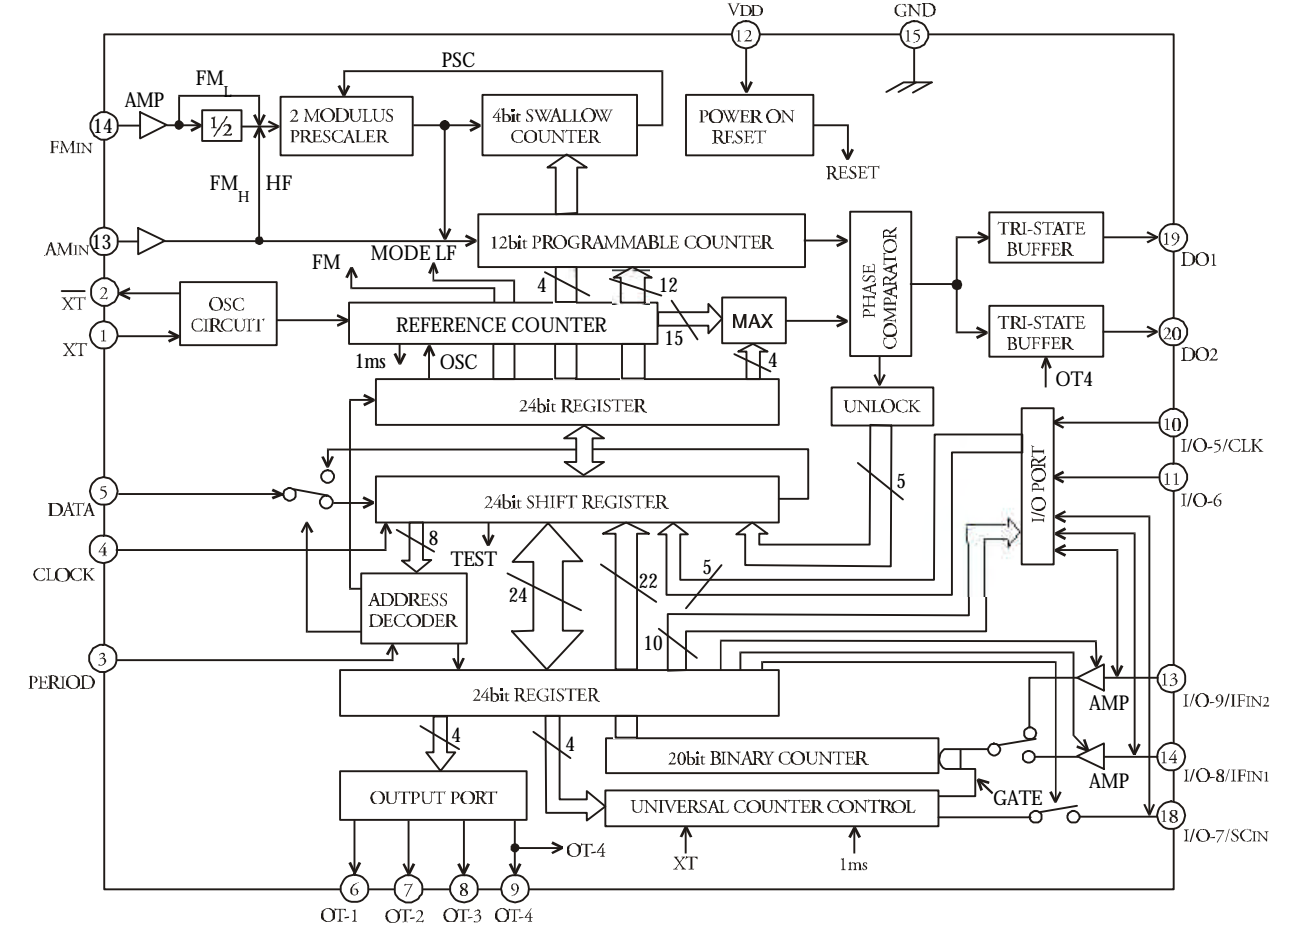 VDD
GND
12
15
PSC
FML
AMP
14
FMIN
½
2 MODULUS
PRESCALER
4bit SWALLOW
COUNTER
POWER ON
RESET
RESET
FMH
HF
AMIN
13
12bit PROGRAMMABLE COUNTER
PHASE
COMPARATOR
TRI-STATE
BUFFER
19
DO1
FM
MODE LF
4
12
XT
2
OSC
CIRCUIT
REFERENCE COUNTER
15
MAX
TRI-STATE
BUFFER
20
DO2
1
XT
1ms
OSC
4
OT4
24bit REGISTER
UNLOCK
10
I/O-5/CLK
5
DATA
24bit SHIFT REGISTER
5
I/O PORT
11
I/O-6
4
CLOCK
8
TEST
24
22
5
ADDRESS
DECODER
10
3
PERIOD
24bit REGISTER
AMP
13
I/O-9/IFIN2
4
4
20bit BINARY COUNTER
AMP
14
I/O-8/IFIN1
OUTPUT PORT
UNIVERSAL COUNTER CONTROL
GATE
18
I/O-7/SCIN
OT-4
XT
1ms
6
7
8
9
OT-1
OT-2
OT-3
OT-4